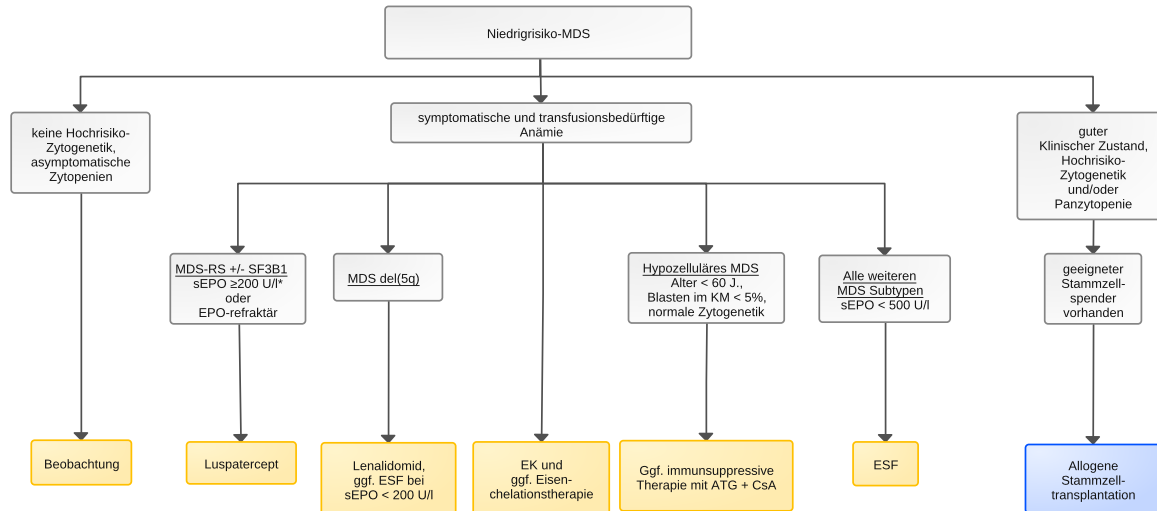 Niedrigrisiko-MDS
keine Hochrisiko-
Zytogenetik,
asymptomatische
Zytopenien
symptomatische und transfusionsbedürftige
Anämie
guter
Klinischer Zustand,
Hochrisiko-
Zytogenetik
und/oder
Panzytopenie
MDS-RS +/- SF3B1
sEPO ≥200 U/l*
oder
EPO-refraktär
MDS del(5q)
Hypozelluläres MDS
Alter < 60 J.,
Blasten im KM < 5%,
normale Zytogenetik
Alle weiteren
MDS Subtypen
sEPO < 500 U/l
geeigneter
Stammzell-
spender
vorhanden
Beobachtung
Luspatercept
Lenalidomid,
ggf. ESF bei
sEPO < 200 U/l
EK und
ggf. Eisen-
chelationstherapie
Ggf. immunsuppressive
Therapie mit ATG + CsA
ESF
Allogene
Stammzell-
transplantation